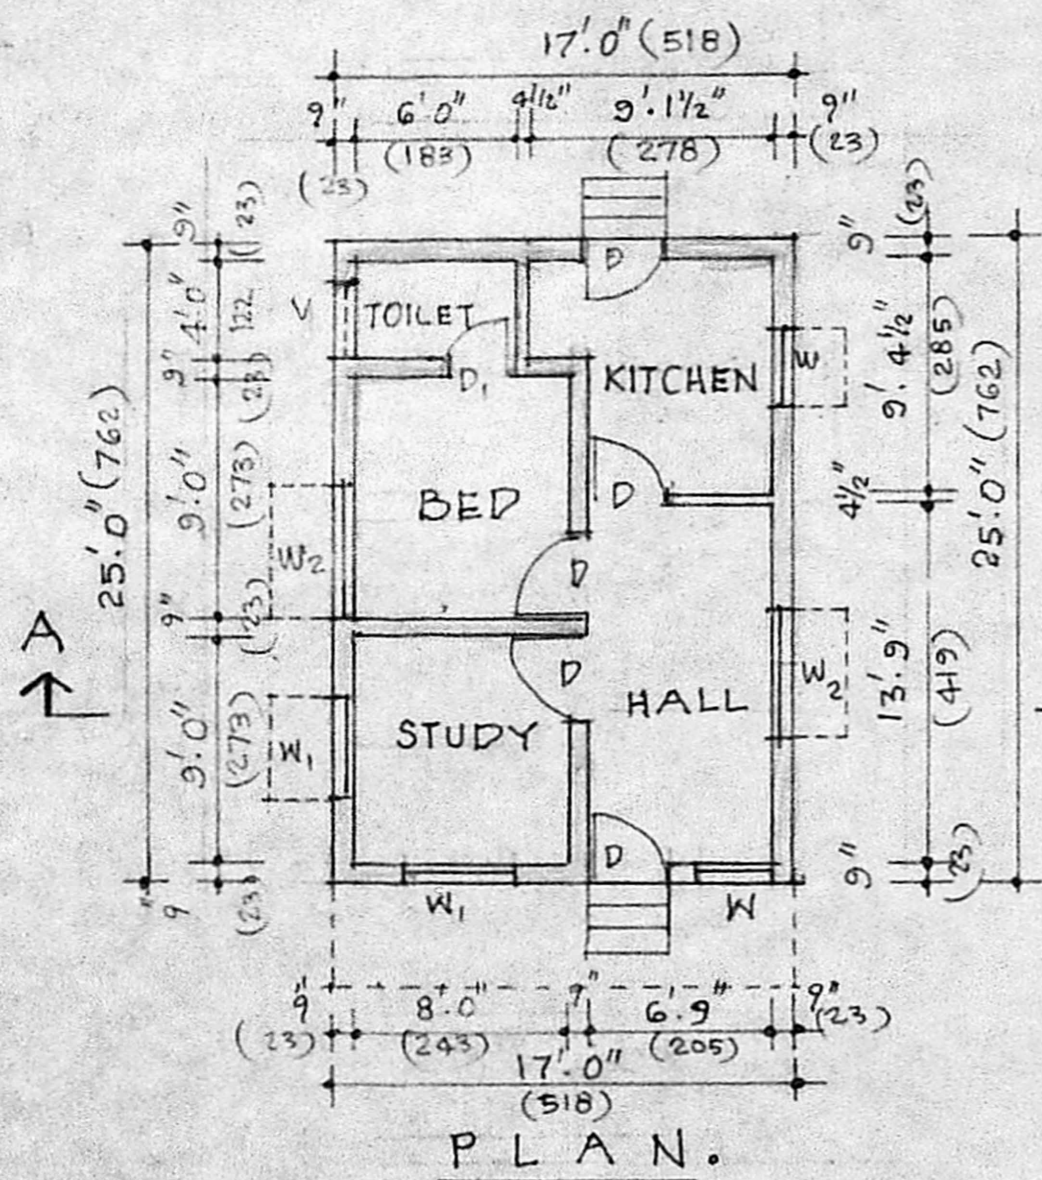 17'.0" (518)
9" 6'0" 4½" 9'.1½" 9"
(23) (183) (278) (23)
9" (23)
4'0" 122
9" (23)
9'.0" (273)
9" (23)
9'.0" (273)
9" (23)
25'.0" (762)
9" (23)
9'.4½" (285)
4½"
13'.9" (419)
9" (23)
25'.0" (762)
A
D
V TOILET
D1
KITCHEN W
BED D
W2
D
D
HALL W2
STUDY
W1
D
W1 W
9" 8'.0" 9" 6'.9" 9"
(23) (243) (205) (23)
17'.0"
(518)
PLAN.